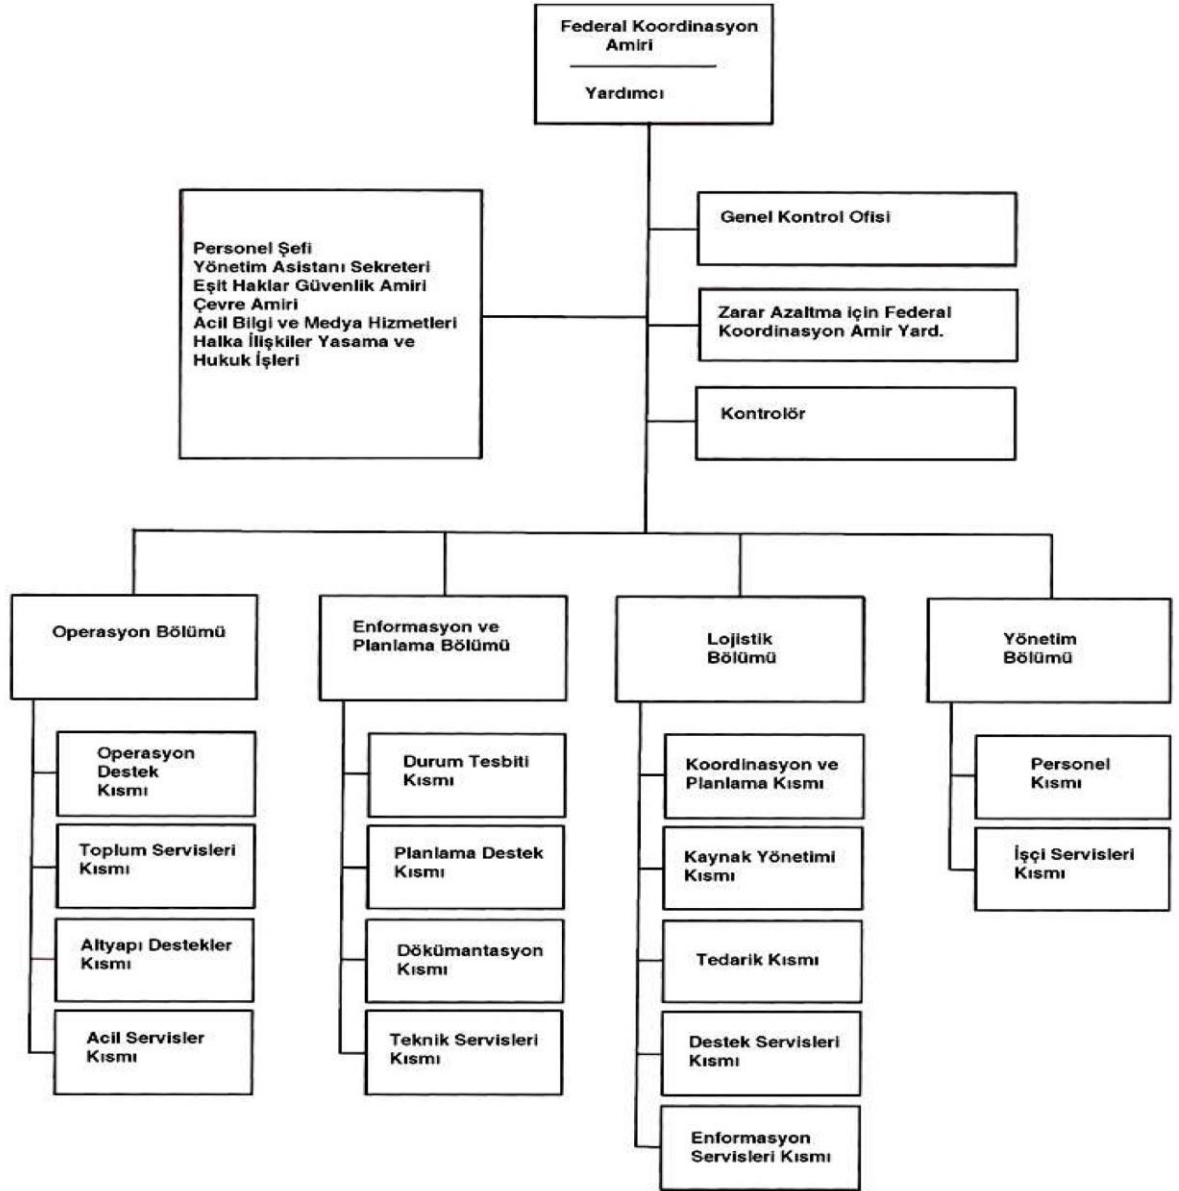 Federal Koordinasyon
Amiri
Yardımcı
Personel Şefi
Yönetim Asistanı Sekreteri
Eşit Haklar Güvenlik Amiri
Çevre Amiri
Acil Bilgi ve Medya Hizmetleri
Halka İlişkiler Yasama ve
Hukuk İşleri
Genel Kontrol Ofisi
Zarar Azaltma için Federal
Koordinasyon Amir Yard.
Kontrolör
Operasyon Bölümü
Operasyon
Destek
Kısmı
Toplum Servisleri
Kısmı
Altyapı Destekler
Kısmı
Acil Servisler
Kısmı
Enformasyon ve
Planlama Bölümü
Durum Tesbiti
Kısmı
Planlama Destek
Kısmı
Dökümantasyon
Kısmı
Teknik Servisleri
Kısmı
Lojistik
Bölümü
Koordinasyon ve
Planlama Kısmı
Kaynak Yönetimi
Kısmı
Tedarik Kısmı
Destek Servisleri
Kısmı
Enformasyon
Servisleri Kısmı
Yönetim
Bölümü
Personel
Kısmı
İşçi Servisleri
Kısmı